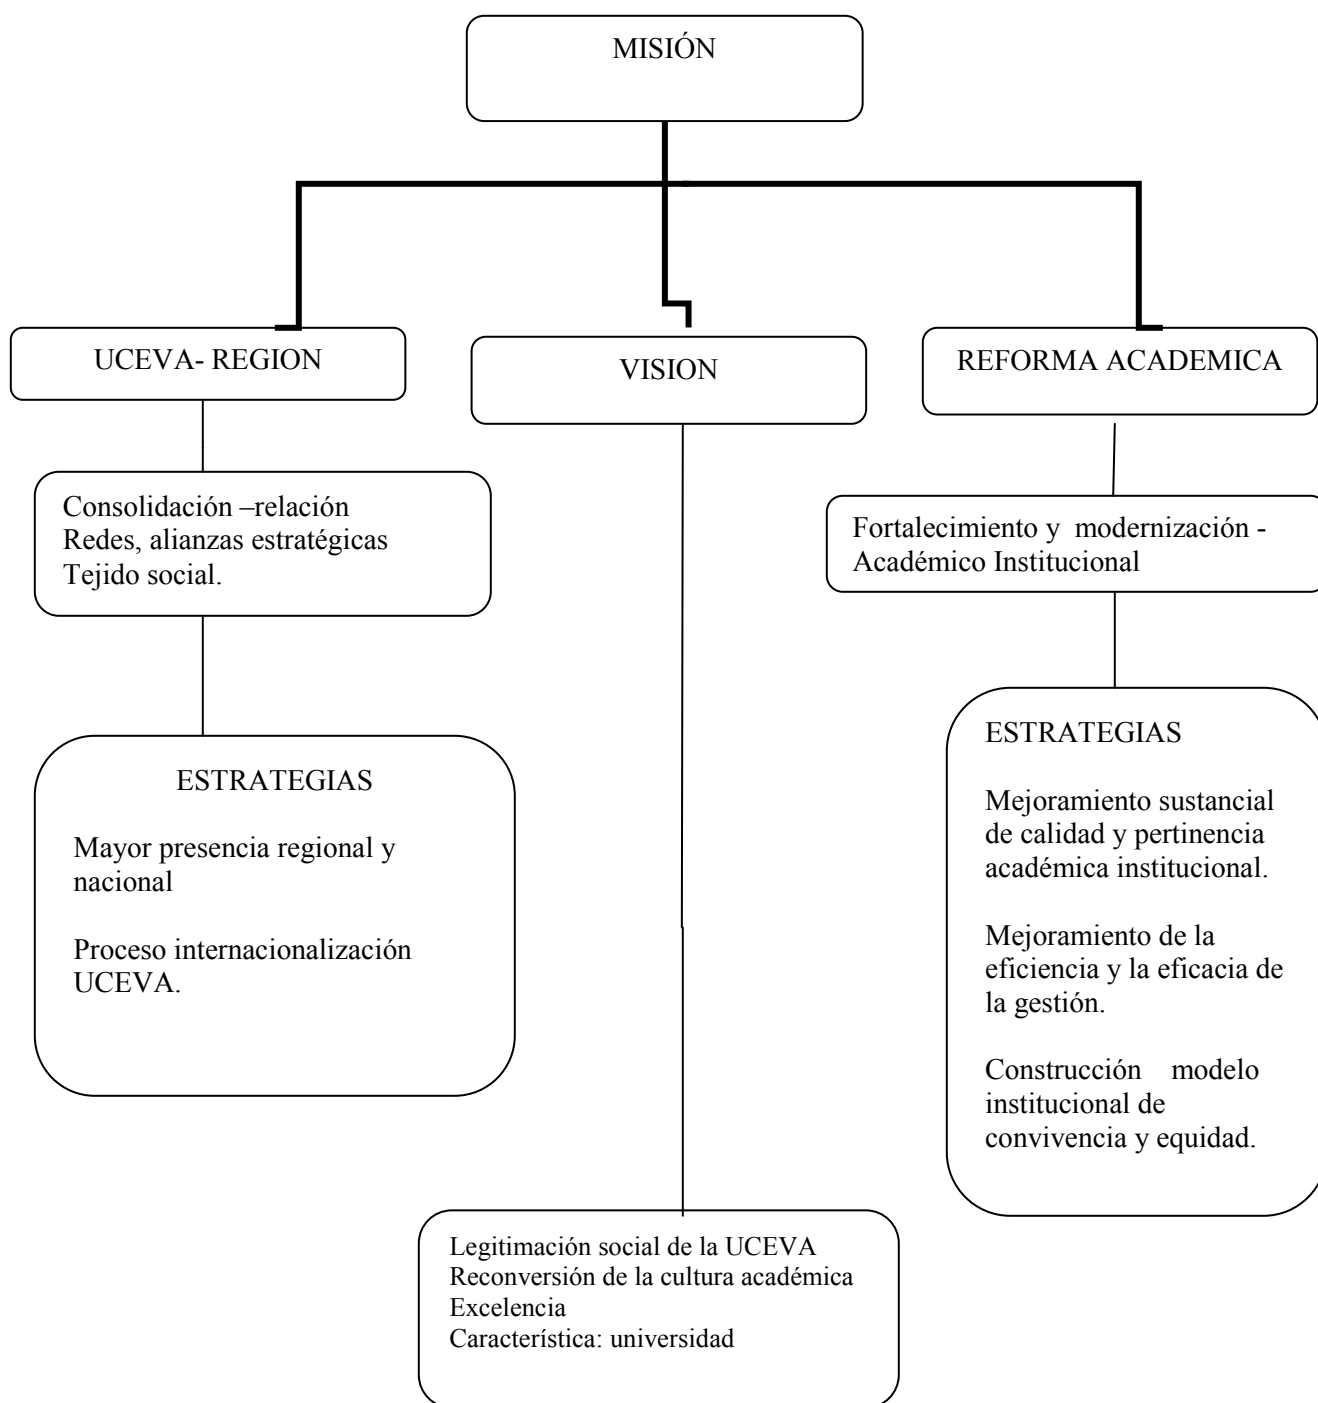 MISIÓN
UCEVA- REGION
VISION
REFORMA ACADEMICA
Consolidación –relación
Redes, alianzas estratégicas
Tejido social.
Fortalecimiento y modernización -
Académico Institucional
ESTRATEGIAS
Mayor presencia regional y
nacional
Proceso internacionalización
UCEVA.
ESTRATEGIAS
Mejoramiento sustancial
de calidad y pertinencia
académica institucional.
Mejoramiento de la
eficiencia y la eficacia de
la gestión.
Construcción modelo
institucional de
convivencia y equidad.
Legitimación social de la UCEVA
Reconversión de la cultura académica
Excelencia
Característica: universidad